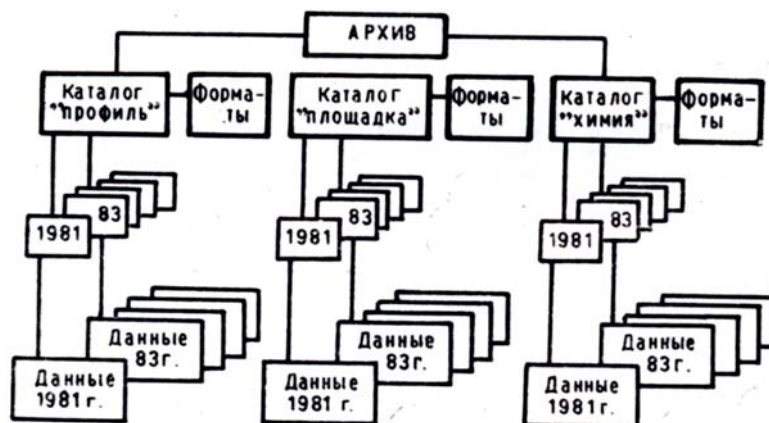 АРХИВ
Каталог
"профиль"
Форма-
ты
Каталог
"площадка"
Форма-
ты
Каталог
"химия"
Форма-
ты
1981
83
1981
83
1981
83
Данные
83г.
Данные
1981г.
Данные
83г.
Данные
1981 г.
Данные
83г.
Данные
1981г.